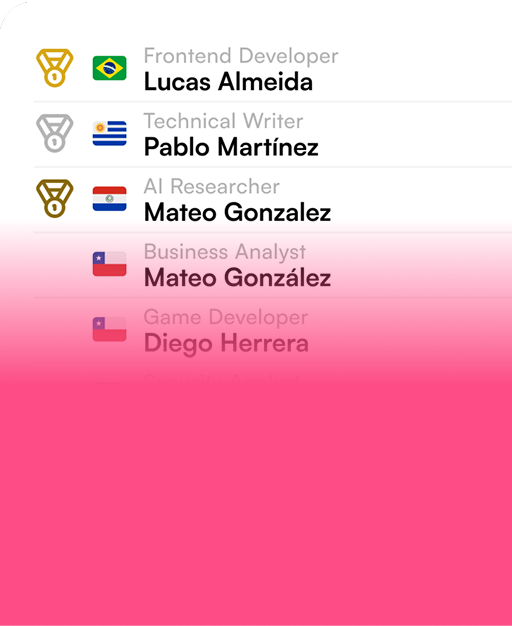 Frontend Developer
Lucas Almeida
Technical Writer
Pablo Martínez
AI Researcher
Mateo Gonzalez
Business Analyst
Mateo González
Game Developer
Diego Herrera